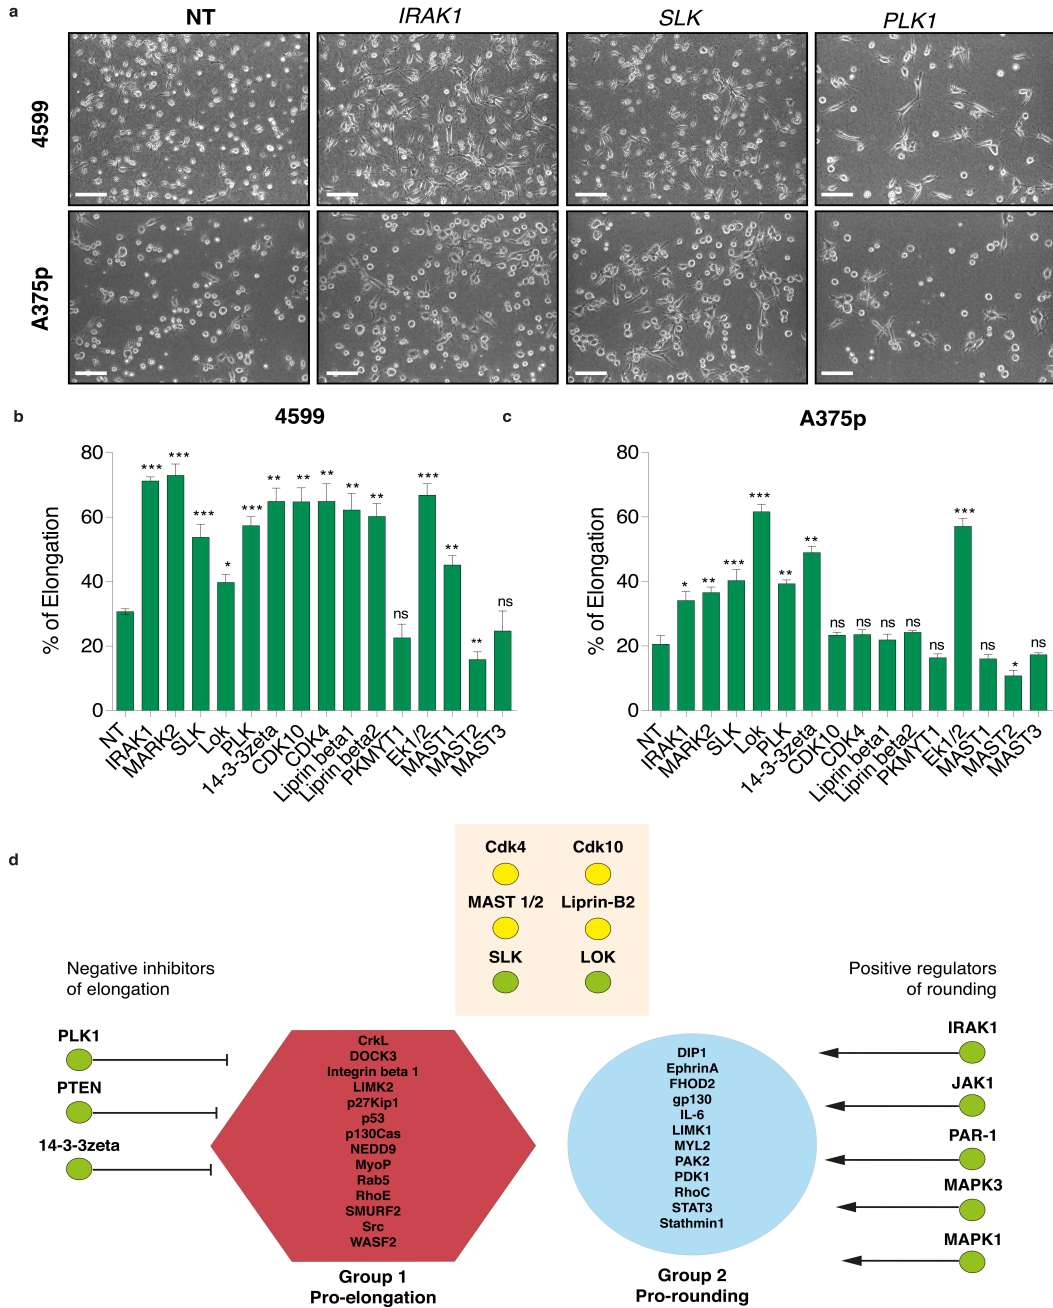 a
NT
IRAK1
SLK
PLK1
4599
A375p
b
4599
% of Elongation
80
60
40
20
0
***
***
***
*
***
**
**
**
**
**
ns
***
**
**
ns
NT
IRAK1
MARK2
SLK
Lok
PLK
14-3-3zeta
CDK10
CDK4
Liprin beta1
Liprin beta2
PKMYT1
Ek1/2
MAST1
MAST2
MAST3
c
A375p
% of Elongation
80
60
40
20
0
*
**
***
***
**
**
ns
ns
ns
ns
ns
***
ns
*
ns
NT
IRAK1
MARK2
SLK
Lok
PLK
14-3-3zeta
CDK10
CDK4
Liprin beta1
Liprin beta2
PKMYT1
Ek1/2
MAST1
MAST2
MAST3
d
Cdk4
Cdk10
MAST 1/2
Liprin-B2
SLK
LOK
Negative inhibitors
of elongation
PLK1
PTEN
14-3-3zeta
CrkL
DOCK3
Integrin beta 1
LIMK2
p27Kip1
p53
p130Cas
NEDD9
MyoP
Rab5
RhoE
SMURF2
Src
WASF2
Group 1
Pro-elongation
DIP1
EphrinA
FHOD2
gp130
IL-6
LIMK1
MYL2
PAK2
PDK1
RhoC
STAT3
Stathmin1
Group 2
Pro-rounding
Positive regulators
of rounding
IRAK1
JAK1
PAR-1
MAPK3
MAPK1